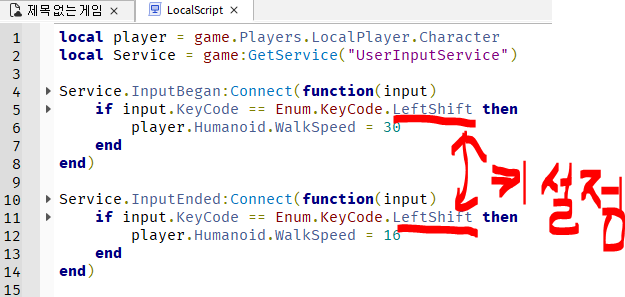 제목없는 게임 × LocalScript ×
1 local player = game.Players.LocalPlayer.Character
2 local Service = game:GetService("UserInputService")
3
4 Service.InputBegan:Connect(function(input)
5 if input.KeyCode == Enum.KeyCode.LeftShift then
6 player.Humanoid.WalkSpeed = 30
7 end
8 end)
9
10 Service.InputEnded:Connect(function(input)
11 if input.KeyCode == Enum.KeyCode.LeftShift then
12 player.Humanoid.WalkSpeed = 16
13 end
14 end)
15
키 설점